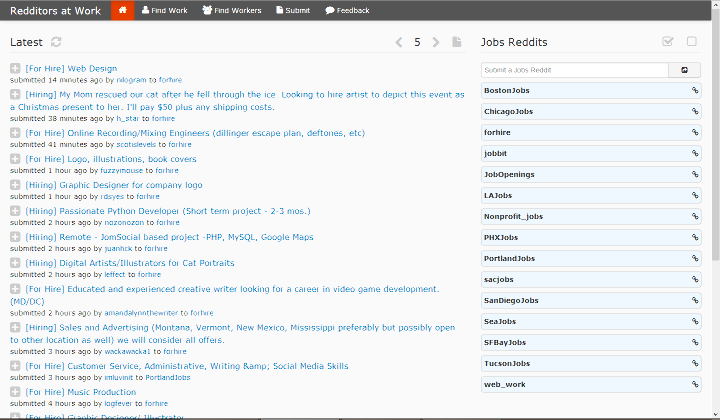 Redditors at Work
Find Work
Find Workers
Submit
Feedback
Latest
5
[For Hire] Web Design
submitted 14 minutes ago by nilogram to forhire
[Hiring] My Mom rescued our cat after he fell through the ice. Looking to hire artist to depict this event as
a Christmas present to her. I'll pay $50 plus any shipping costs.
submitted 38 minutes ago by h_star to forhire
[For Hire] Online Recording/Mixing Engineers (dillinger escape plan, deftones, etc)
submitted 41 minutes ago by scotislevels to forhire
[For Hire] Logo, illustrations, book covers
submitted 1 hour ago by fuzzymouse to forhire
[Hiring] Graphic Designer for company logo
submitted 1 hour ago by rdsyes to forhire
[Hiring] Passionate Python Developer (Short term project - 2-3 mos.)
submitted 2 hours ago by nozonozon to forhire
[Hiring] Remote - JomSocial based project -PHP, MySQL, Google Maps
submitted 2 hours ago by juanhck to forhire
[Hiring] Digital Artists/Illustrators for Cat Portraits
submitted 2 hours ago by leffect to forhire
[For Hire] Educated and experienced creative writer looking for a career in video game development.
(MD/DC)
submitted 2 hours ago by amandalynnthewriter to forhire
[Hiring] Sales and Advertising (Montana, Vermont, New Mexico, Mississippi preferably but possibly open
to other location as well) we will consider all offers.
submitted 3 hours ago by wackawacka1 to forhire
[For Hire] Customer Service, Administrative, Writing &amp; Social Media Skills
submitted 3 hours ago by imluvinit to PortlandJobs
[For Hire] Music Production
submitted 4 hours ago by logfever to forhire
[For Hire] Graphic Designer/ Illustrator
Jobs Reddits
Submit a Jobs Reddit
BostonJobs
ChicagoJobs
forhire
jobbit
JobOpenings
LAJobs
Nonprofit_jobs
PHXJobs
PortlandJobs
sacjobs
SanDiegoJobs
SeaJobs
SFBayJobs
TucsonJobs
web_work